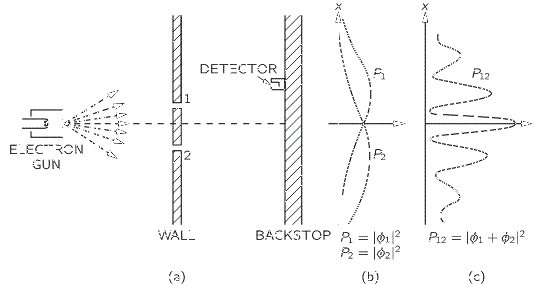 x
x
DETECTOR
P₁
P₁₂
1
ELECTRON
GUN
2
P₂
WALL
BACKSTOP
P₁ = |ϕ₁|²
P₂ = |ϕ₂|²
P₁₂ = |ϕ₁ + ϕ₂|²
(a)
(b)
(c)